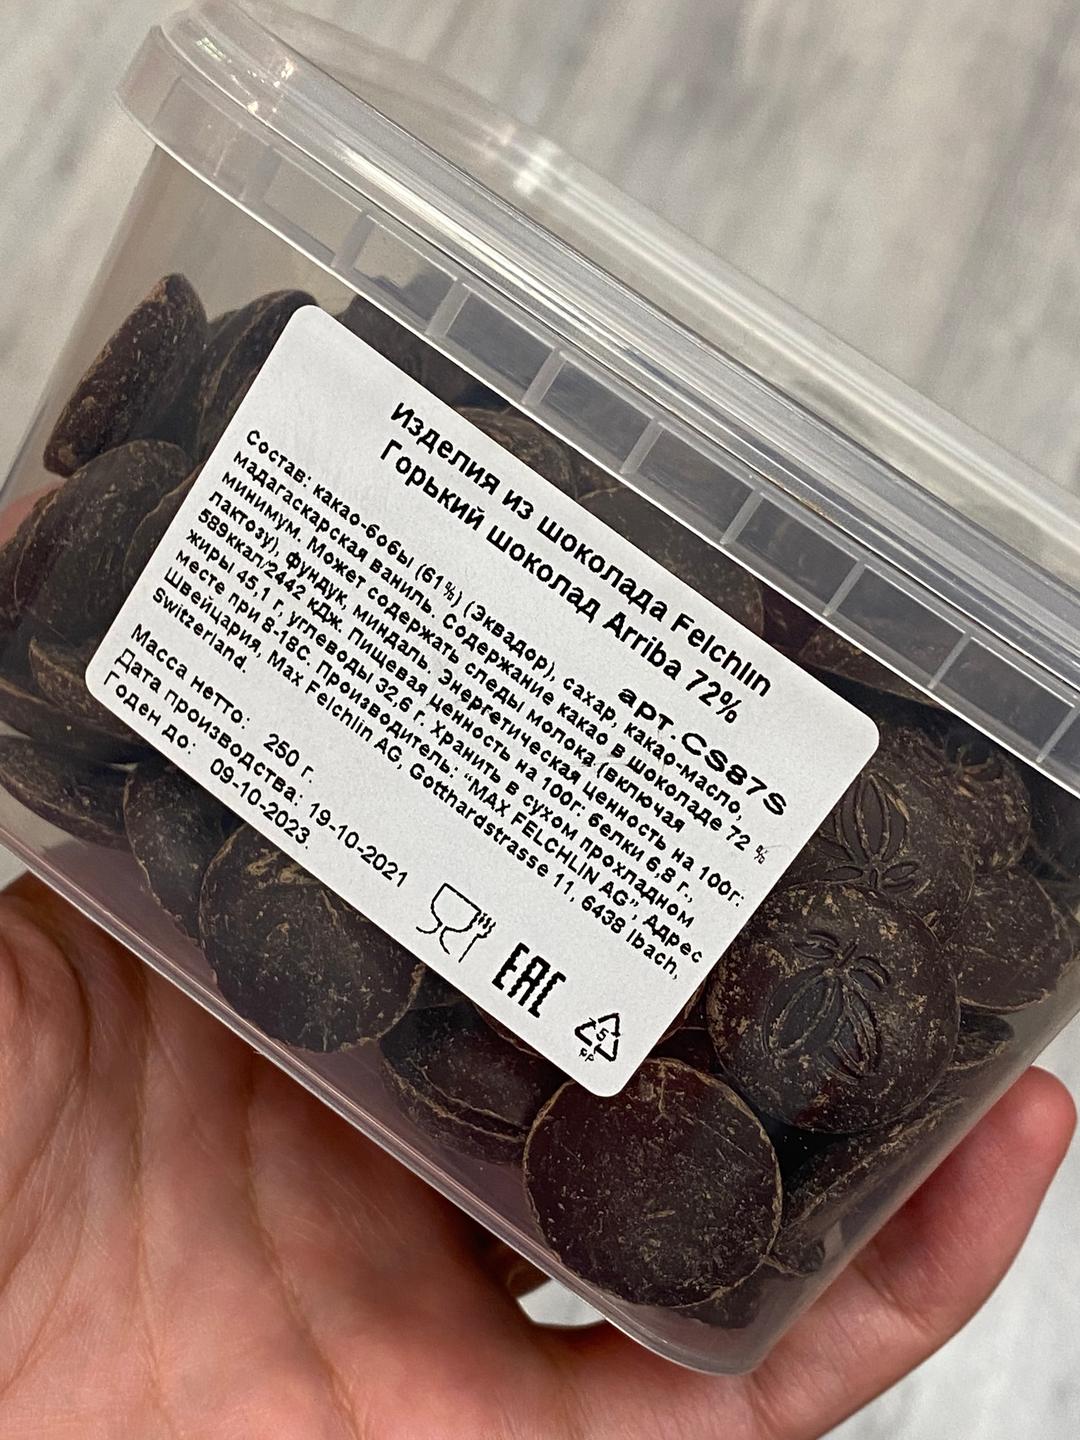 Изделия из шоколада Felchlin
Горький шоколад Arriba 72%
арт. CS87S
Состав: какао-бобы (61%) (Эквадор), сахар, какао-масло,
мадагаскарская ваниль. Содержание какао в шоколаде 72 %
минимум. Может содержать следы молока (включая
лактозу), фундук, миндаль. Энергетическая ценность на 100г:
589ккал/2442 кДж. Пищевая ценность на 100г: белки 6,8 г.,
жиры 45,1 г, углеводы 32,6 г. Хранить в сухом прохладном
месте при 8-18С. Производитель: “MAX FELCHLIN AG”, Адрес
Швейцария, Max Felchlin AG, Gotthardstrasse 11, 6438 Ibach,
Switzerland.
Масса нетто: 250 г.
Дата производства: 19-10-2021
Годен до: 09-10-2023.
EAC
5
PP